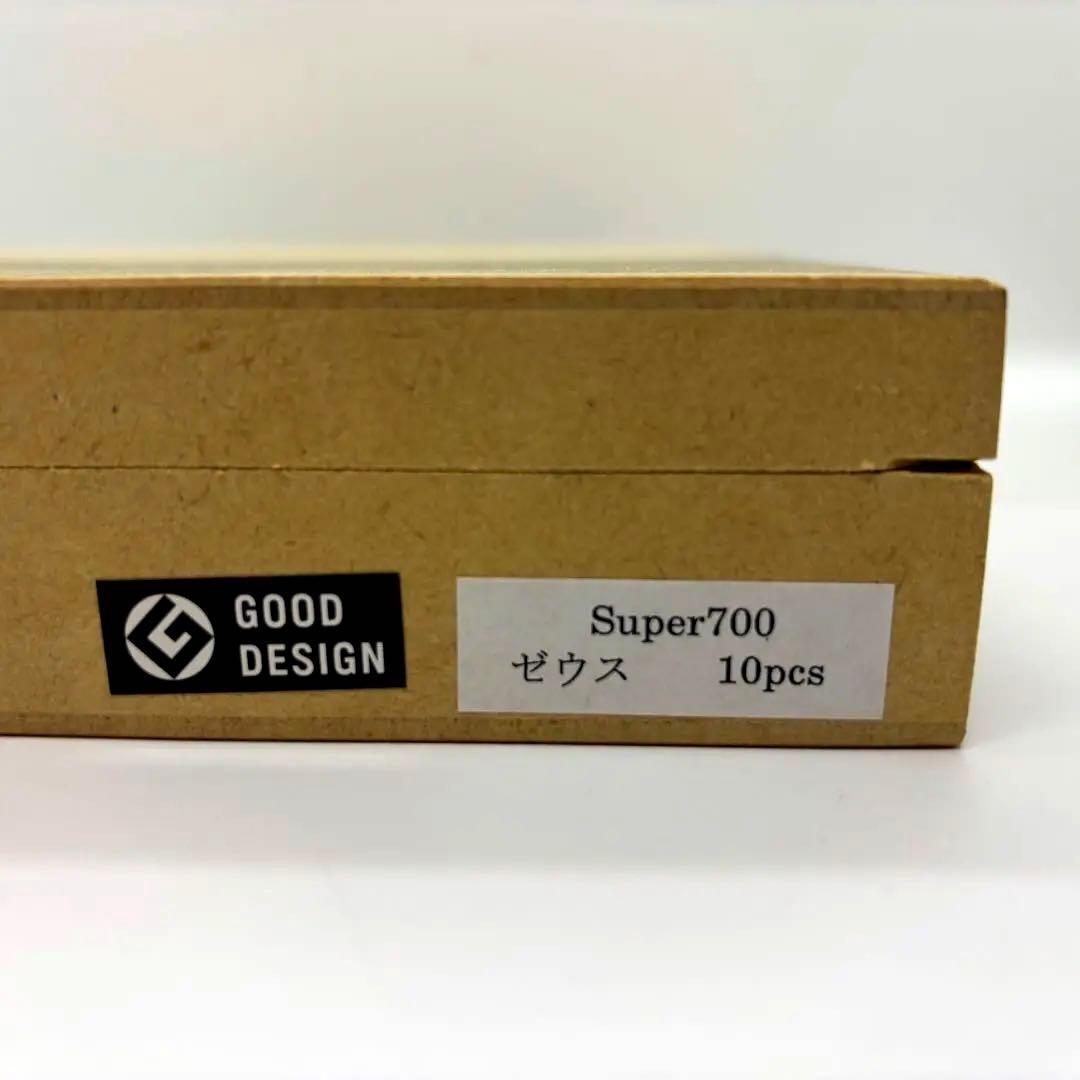 GOOD
DESIGN
Super700
ゼウス 10pcs